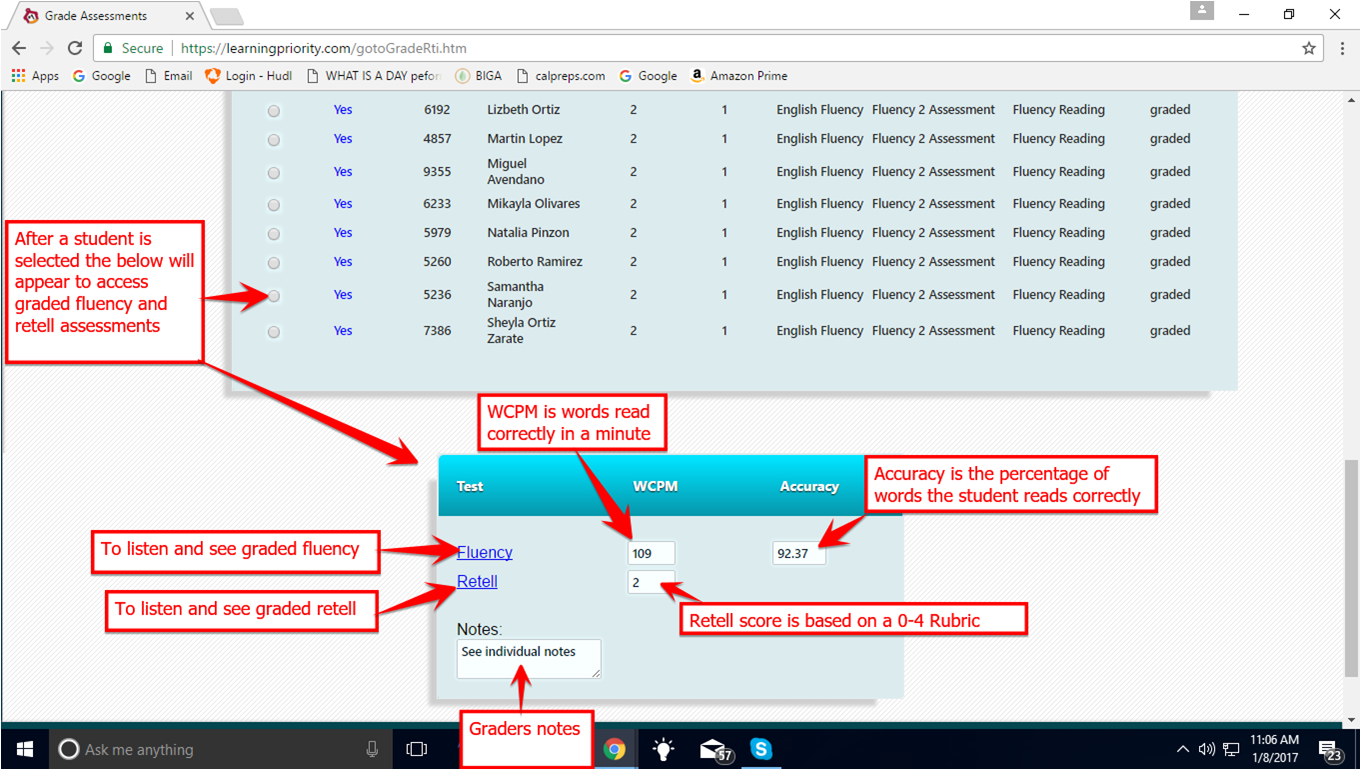 Grade Assessments
Secure https://learningpriority.com/gotoGradeRti.htm
Apps Google Email Login - Hudl WHAT IS A DAY pefor BIGA calpreps.com Google Amazon Prime
Yes 6192 Lizbeth Ortiz 2 1 English Fluency Fluency 2 Assessment Fluency Reading graded
Yes 4857 Martin Lopez 2 1 English Fluency Fluency 2 Assessment Fluency Reading graded
Yes 9355 Miguel Avendano 2 1 English Fluency Fluency 2 Assessment Fluency Reading graded
Yes 6233 Mikayla Olivares 2 1 English Fluency Fluency 2 Assessment Fluency Reading graded
Yes 5979 Natalia Pinzon 2 1 English Fluency Fluency 2 Assessment Fluency Reading graded
Yes 5260 Roberto Ramirez 2 1 English Fluency Fluency 2 Assessment Fluency Reading graded
Yes 5236 Samantha Naranjo 2 1 English Fluency Fluency 2 Assessment Fluency Reading graded
Yes 7386 Sheyla Ortiz Zarate 2 1 English Fluency Fluency 2 Assessment Fluency Reading graded
After a student is
selected the below will
appear to access
graded fluency and
retell assessments
WCPM is words read
correctly in a minute
Accuracy is the percentage of
words the student reads correctly
Test WCPM Accuracy
To listen and see graded fluency
Fluency 109 92.37
Retell 2
To listen and see graded retell
Retell score is based on a 0-4 Rubric
Notes:
See individual notes
Graders notes
Ask me anything
57
11:06 AM
1/8/2017
23